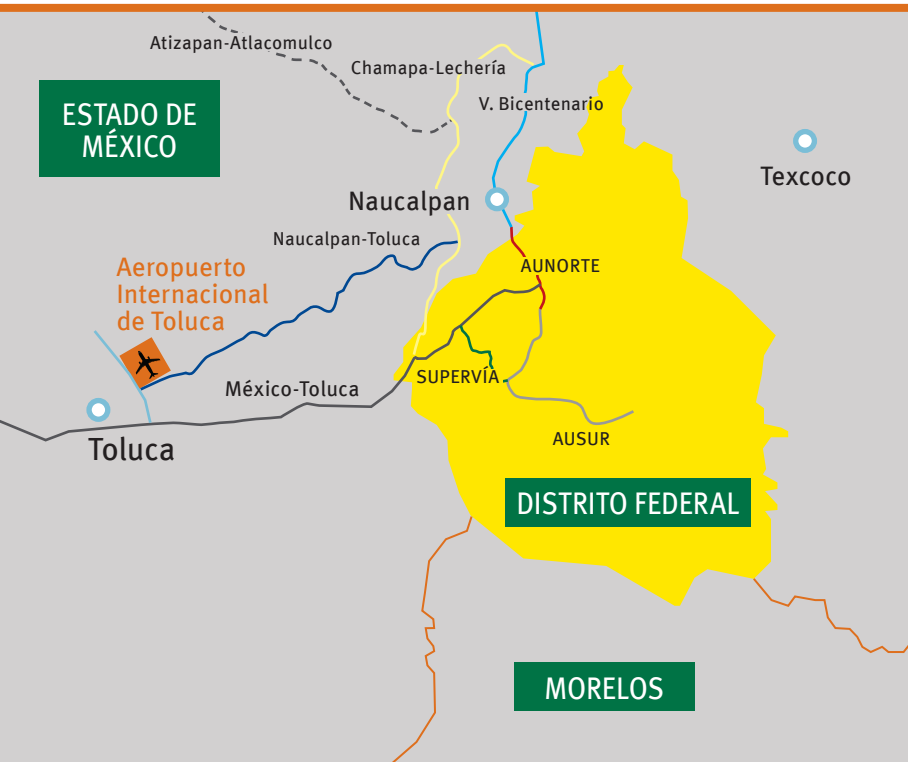 Atizapan-Atlacomulco
Chamapa-Lechería
V. Bicentenario
ESTADO DE
MÉXICO
Texcoco
Naucalpan
Naucalpan-Toluca
AUNORTE
Aeropuerto
Internacional
de Toluca
SUPERVÍA
México-Toluca
AUSUR
Toluca
DISTRITO FEDERAL
MORELOS